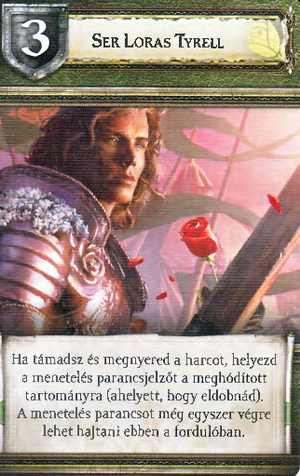 3
SER LORAS TYRELL
Ha támadsz és megnyered a harcot, helyezd
a menetelés parancsjelzőt a meghódított
tartományra (ahelyett, hogy eldobnád).
A menetelés parancsot még egyszer végre
lehet hajtani ebben a fordulóban.